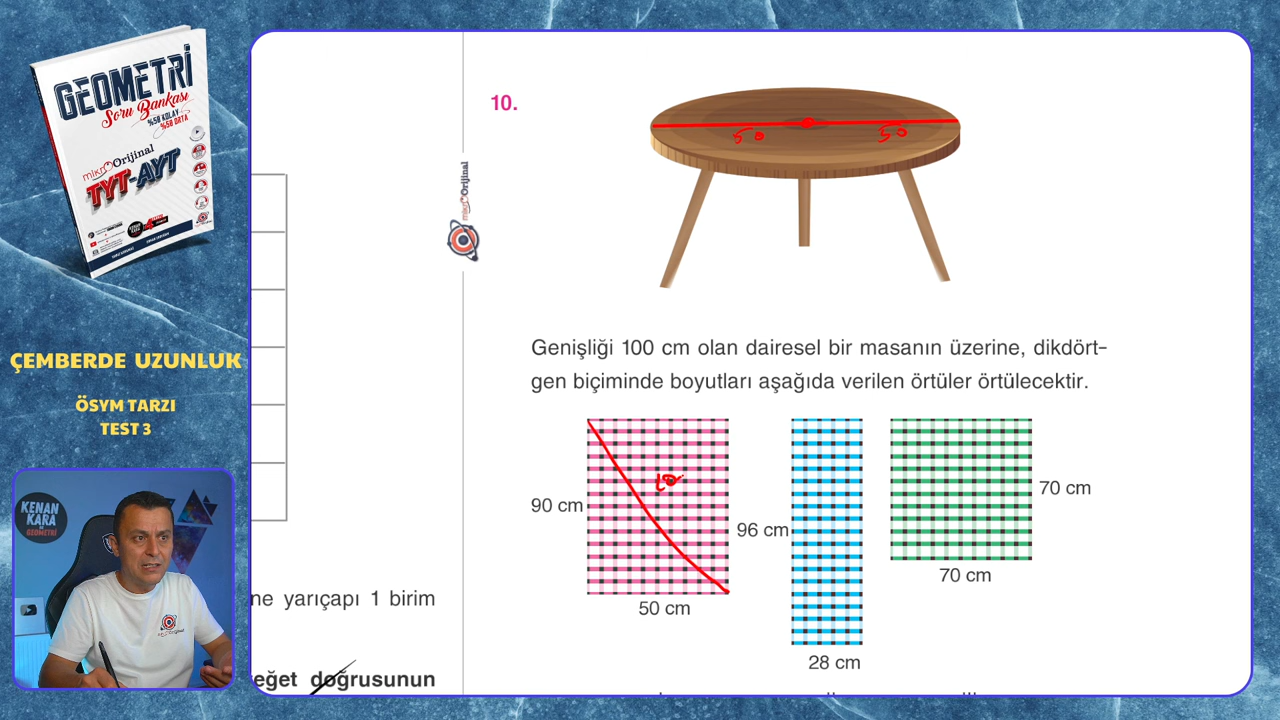 GEOMETRİ
Soru Bankası
%50 KOLAY
%50 ORTA
mikro Orijinal
TYT-AYT
ÇEMBERDE UZUNLUK
ÖSYM TARZI
TEST 3
KENAN
KARA
GEOMETRİ
ne yarıçapı 1 birim
eğet doğrusunun
mikro Orijinal
10.
50
50
Genişliği 100 cm olan dairesel bir masanın üzerine, dikdört-
gen biçiminde boyutları aşağıda verilen örtüler örtülecektir.
90 cm
50 cm
96 cm
28 cm
70 cm
70 cm